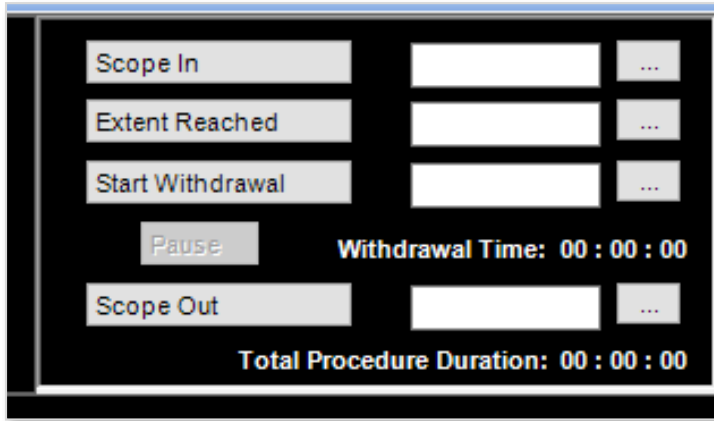 Scope In ...
Extent Reached ...
Start Withdrawal ...
Pause Withdrawal Time: 00 : 00 : 00
Scope Out ...
Total Procedure Duration: 00 : 00 : 00